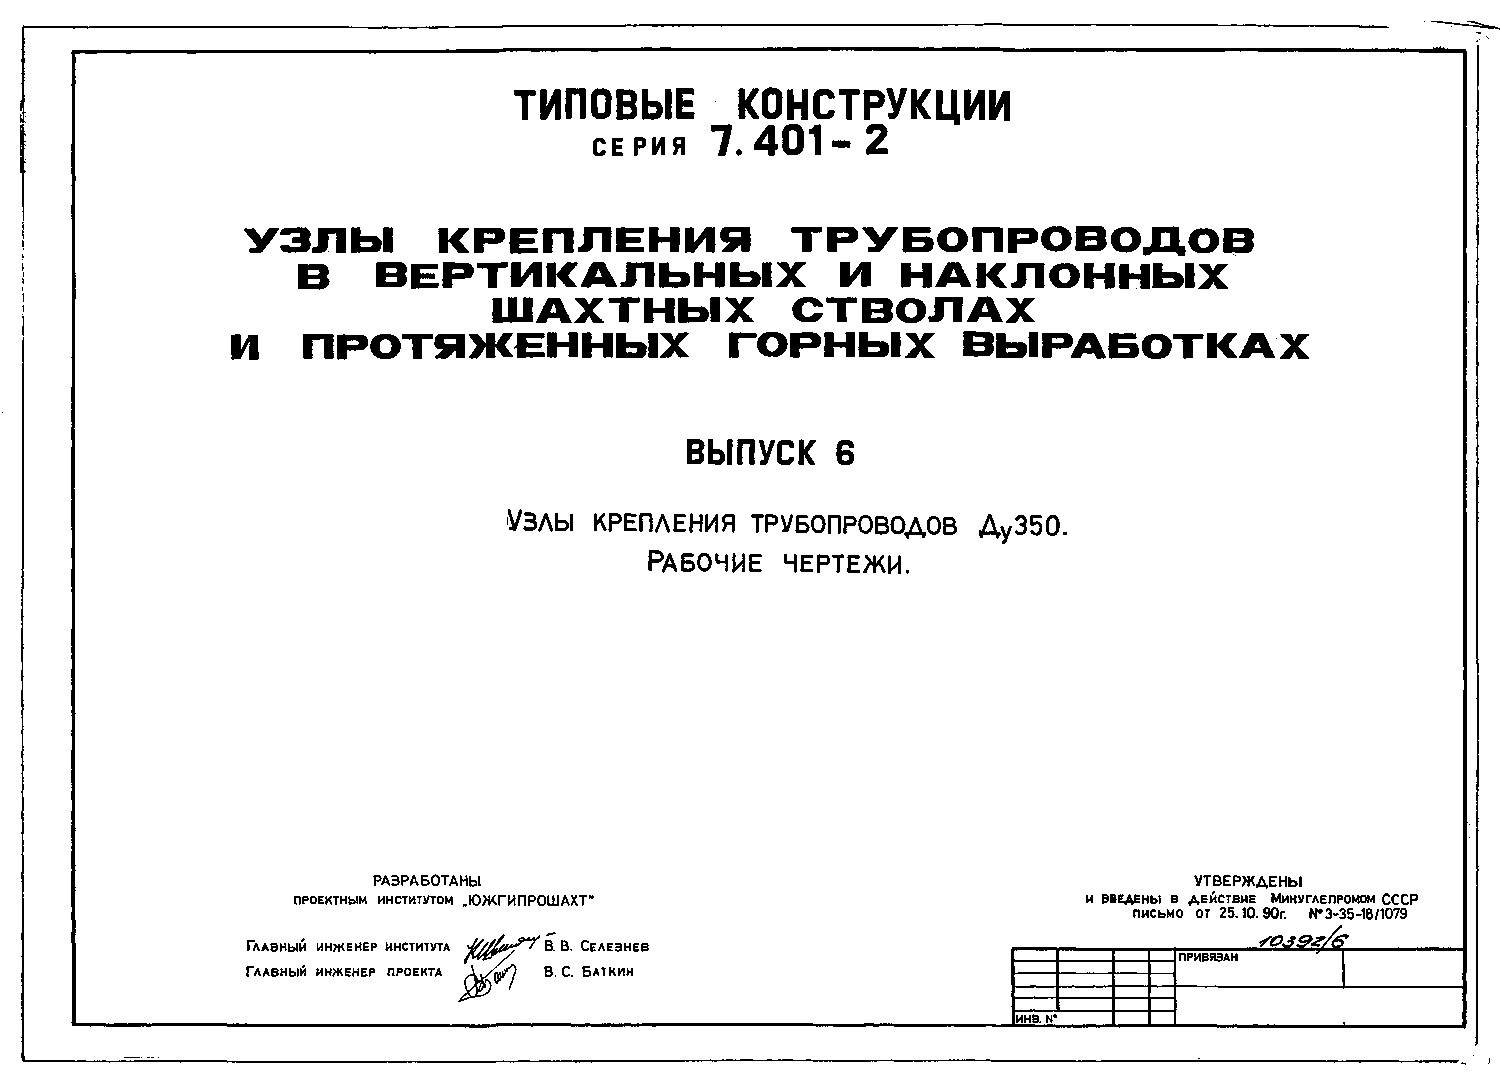 ТИПОВЫЕ КОНСТРУКЦИИ
СЕРИЯ 7.401-2
УЗЛЫ КРЕПЛЕНИЯ ТРУБОПРОВОДОВ
В ВЕРТИКАЛЬНЫХ И НАКЛОННЫХ
ШАХТНЫХ СТВОЛАХ
И ПРОТЯЖЕННЫХ ГОРНЫХ ВЫРАБОТКАХ
ВЫПУСК 6
УЗЛЫ КРЕПЛЕНИЯ ТРУБОПРОВОДОВ Ду350.
РАБОЧИЕ ЧЕРТЕЖИ.
РАЗРАБОТАНЫ
ПРОЕКТНЫМ ИНСТИТУТОМ „ЮЖГИПРОШАХТ"
ГЛАВНЫЙ ИНЖЕНЕР ИНСТИТУТА В. В. СЕЛЕЗНЕВ
ГЛАВНЫЙ ИНЖЕНЕР ПРОЕКТА В. С. БАТКИН
УТВЕРЖДЕНЫ
И ВВЕДЕНЫ В ДЕЙСТВИЕ МИНУГЛЕПРОМОМ СССР
ПИСЬМО ОТ 25.10.90г. №3-35-18/1079
10392/6
ПРИВЯЗАН
ИНВ. №